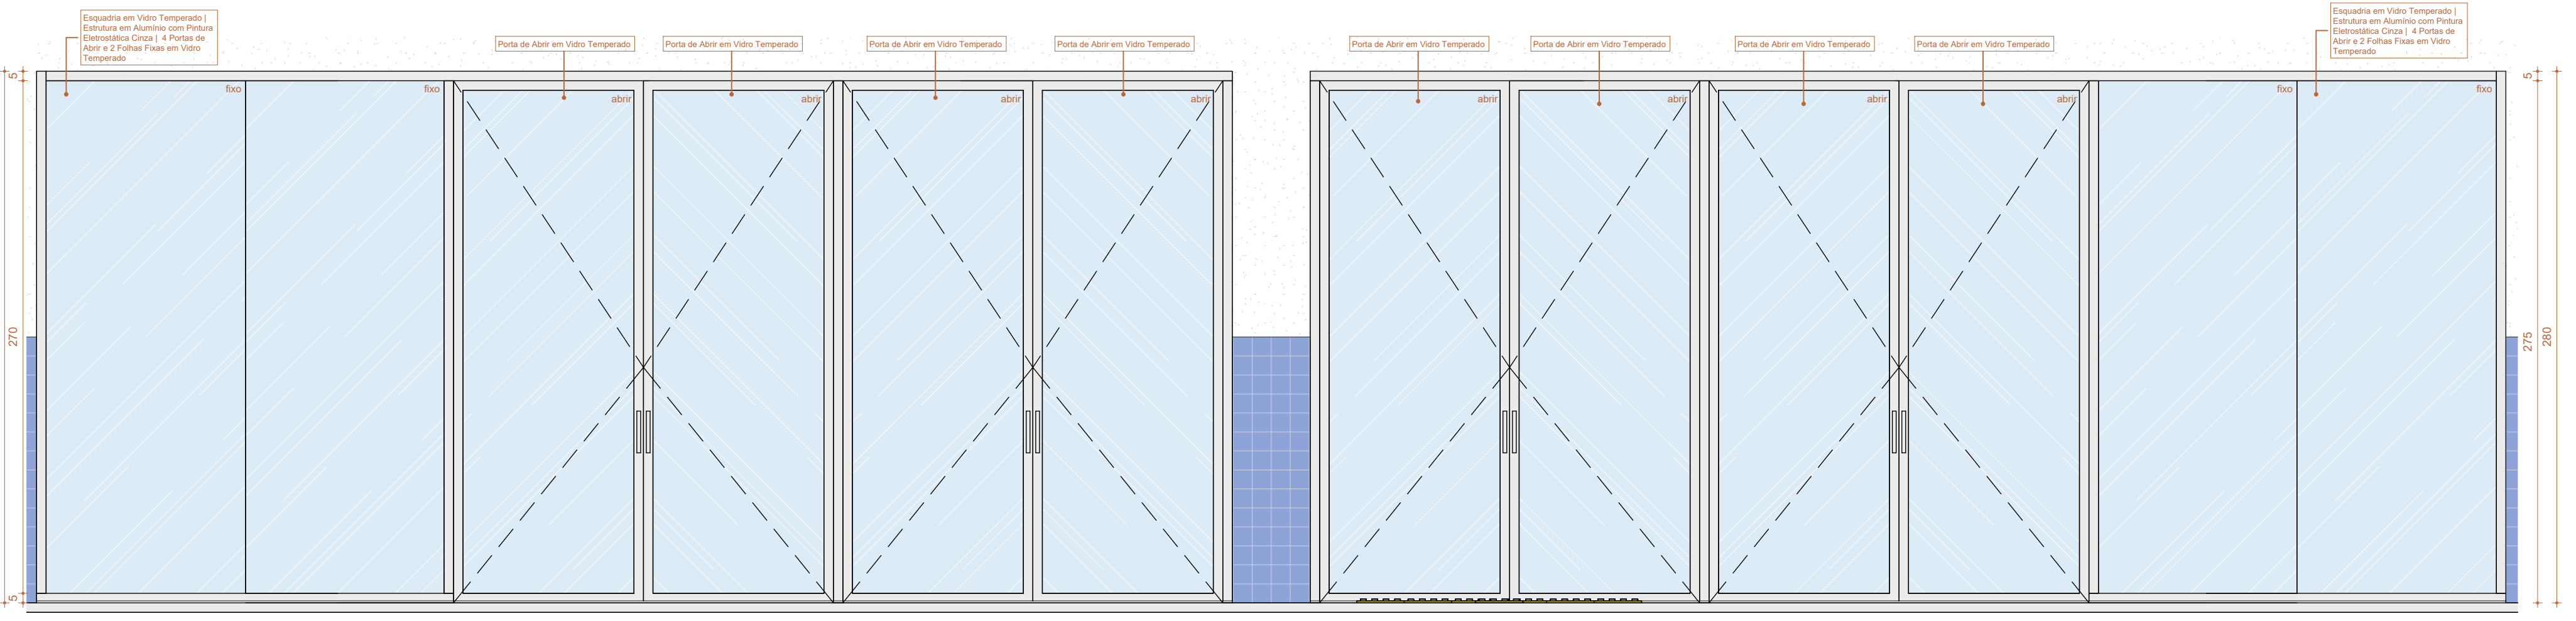 Esquadria em Vidro Temperado |
Estrutura em Alumínio com Pintura
Eletrostática Cinza | 4 Portas de
Abrir e 2 Folhas Fixas em Vidro
Temperado
Porta de Abrir em Vidro Temperado
Porta de Abrir em Vidro Temperado
Porta de Abrir em Vidro Temperado
Porta de Abrir em Vidro Temperado
Porta de Abrir em Vidro Temperado
Porta de Abrir em Vidro Temperado
Porta de Abrir em Vidro Temperado
Porta de Abrir em Vidro Temperado
Esquadria em Vidro Temperado |
Estrutura em Alumínio com Pintura
Eletrostática Cinza | 4 Portas de
Abrir e 2 Folhas Fixas em Vidro
Temperado
5
fixo
fixo
abrir
abrir
abrir
abrir
abrir
abrir
abrir
abrir
fixo
fixo
5
270
275
280
5